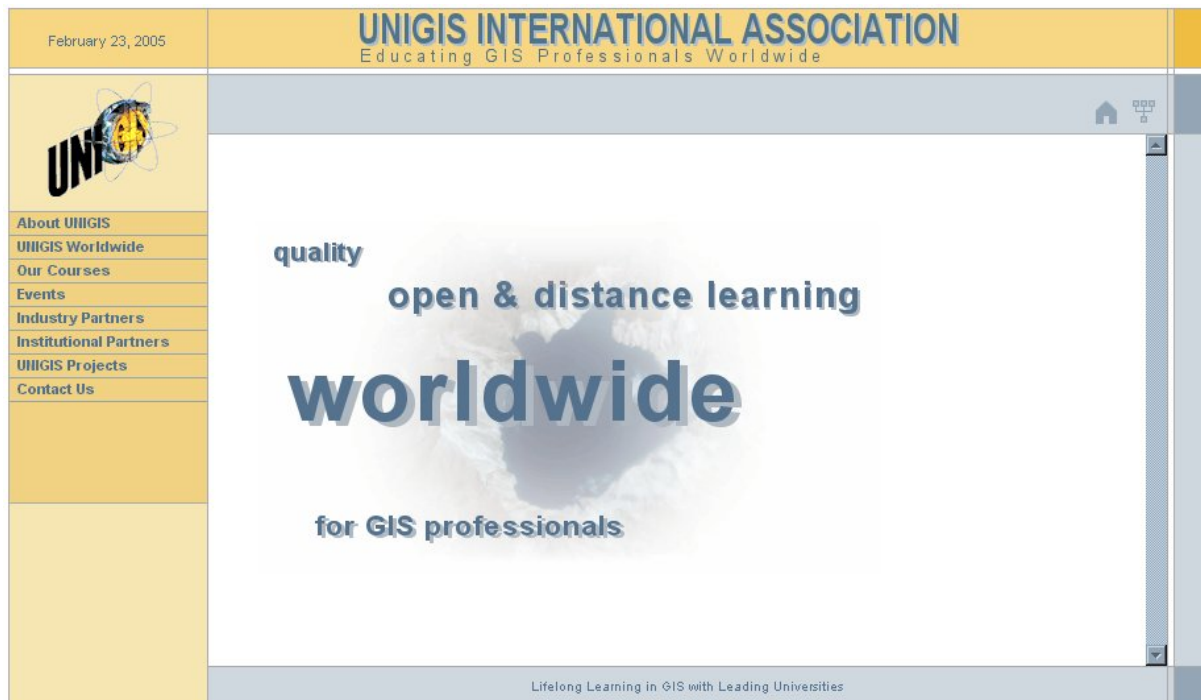 February 23, 2005
UNIGIS INTERNATIONAL ASSOCIATION
Educating GIS Professionals Worldwide
UNIGIS
About UNIGIS
UNIGIS Worldwide
Our Courses
Events
Industry Partners
Institutional Partners
UNIGIS Projects
Contact Us
quality
open & distance learning
worldwide
for GIS professionals
Lifelong Learning in GIS with Leading Universities